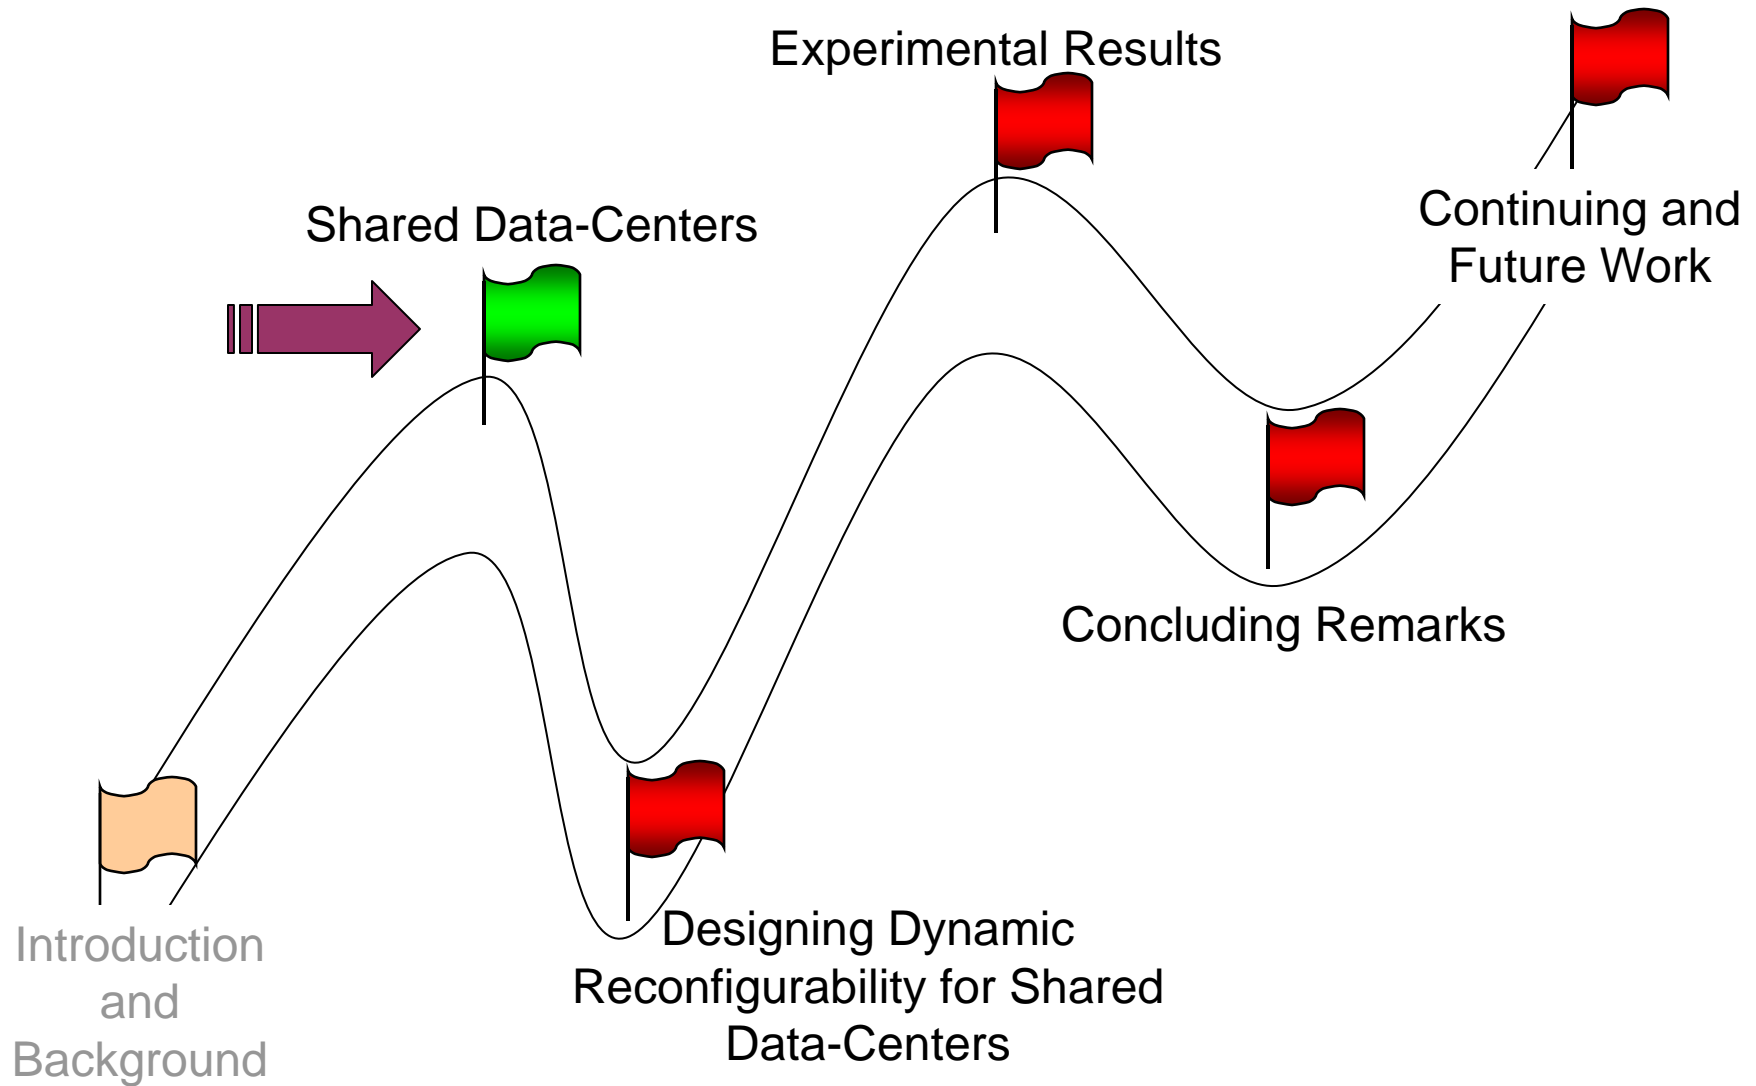 Experimental Results
Continuing and
Future Work
Shared Data-Centers
Concluding Remarks
Designing Dynamic
Reconfigurability for Shared
Data-Centers
Introduction
and
Background